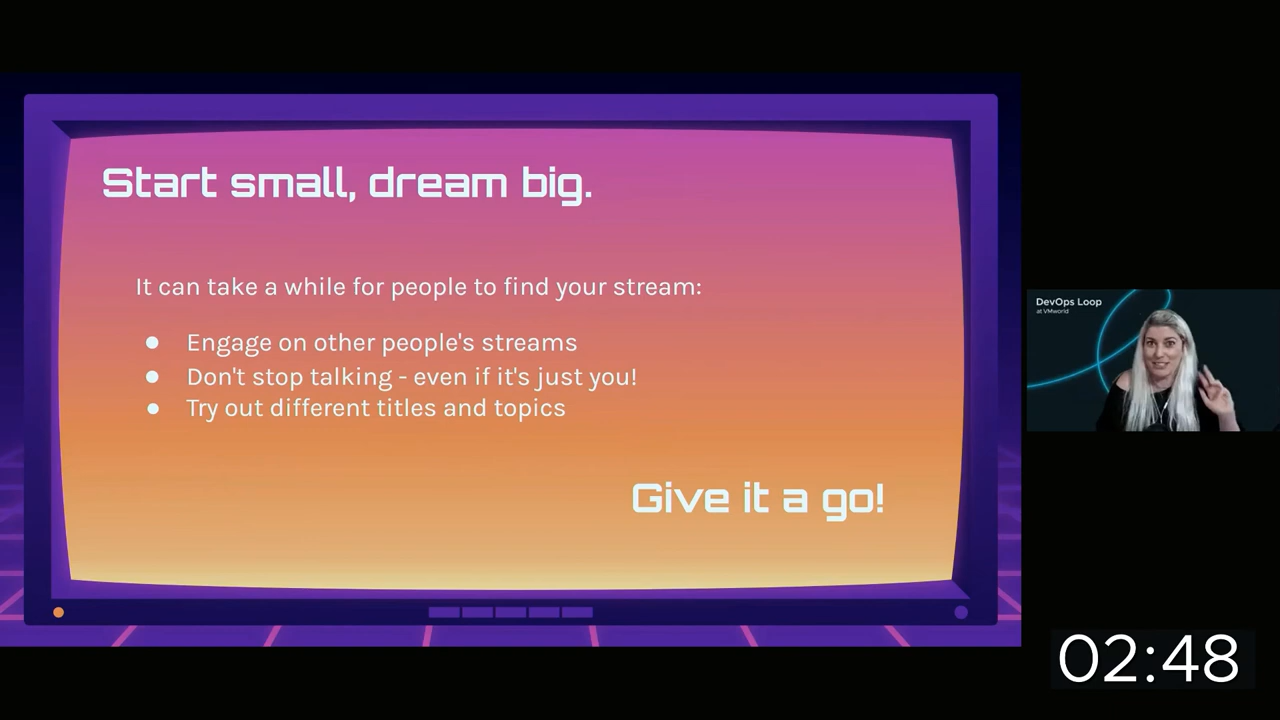 Start small, dream big.
It can take a while for people to find your stream:
● Engage on other people's streams
● Don't stop talking - even if it's just you!
● Try out different titles and topics
Give it a go!
DevOps Loop
at VMworld
02:48